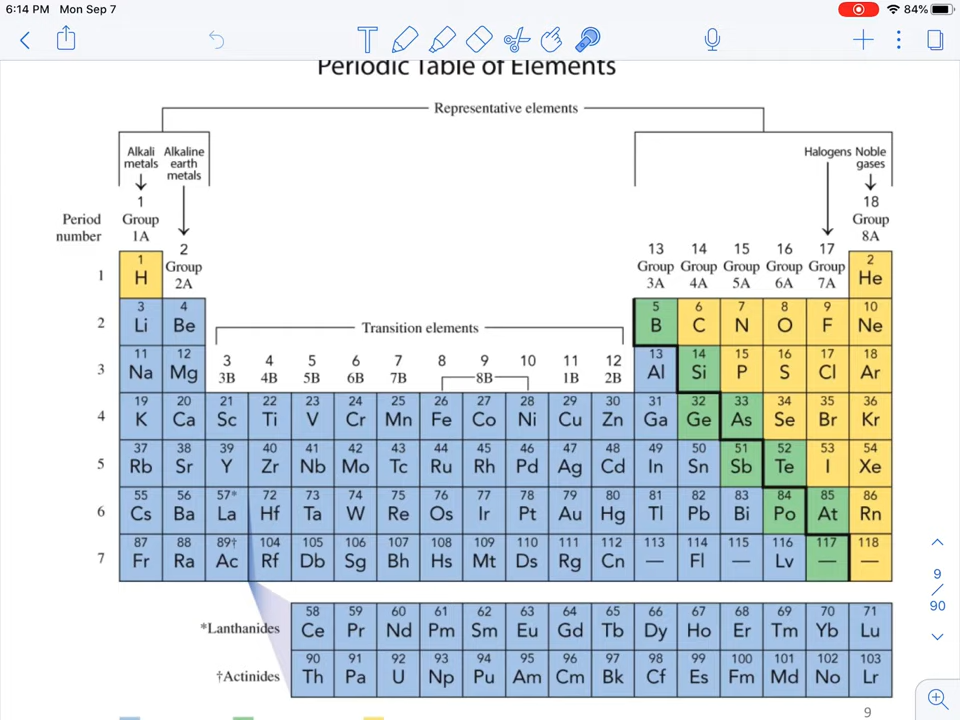 6:14 PM Mon Sep 7 84%
T
Periodic Table of Elements
Representative elements
Alkali metals
Alkaline earth metals
Halogens
Noble gases
Period number
1 Group 1A
2 Group 2A
13 Group 3A
14 Group 4A
15 Group 5A
16 Group 6A
17 Group 7A
18 Group 8A
Transition elements
3 4 5 6 7 8 9 10 11 12
3B 4B 5B 6B 7B 8B 1B 2B
1
1 2
H He
2
3 4 5 6 7 8 9 10
Li Be B C N O F Ne
3
11 12 13 14 15 16 17 18
Na Mg Al Si P S Cl Ar
4
19 20 21 22 23 24 25 26 27 28 29 30 31 32 33 34 35 36
K Ca Sc Ti V Cr Mn Fe Co Ni Cu Zn Ga Ge As Se Br Kr
5
37 38 39 40 41 42 43 44 45 46 47 48 49 50 51 52 53 54
Rb Sr Y Zr Nb Mo Tc Ru Rh Pd Ag Cd In Sn Sb Te I Xe
6
55 56 57* 72 73 74 75 76 77 78 79 80 81 82 83 84 85 86
Cs Ba La Hf Ta W Re Os Ir Pt Au Hg Tl Pb Bi Po At Rn
7
87 88 89† 104 105 106 107 108 109 110 111 112 113 114 115 116 117 118
Fr Ra Ac Rf Db Sg Bh Hs Mt Ds Rg Cn — Fl — Lv — —
*Lanthanides
58 59 60 61 62 63 64 65 66 67 68 69 70 71
Ce Pr Nd Pm Sm Eu Gd Tb Dy Ho Er Tm Yb Lu
†Actinides
90 91 92 93 94 95 96 97 98 99 100 101 102 103
Th Pa U Np Pu Am Cm Bk Cf Es Fm Md No Lr
9
/
90
9